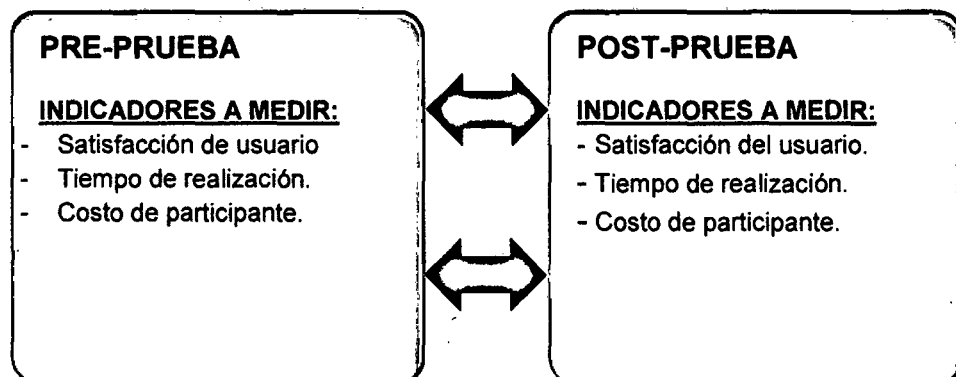 PRE-PRUEBA
INDICADORES A MEDIR:
- Satisfacción de usuario
- Tiempo de realización.
- Costo de participante.
POST-PRUEBA
INDICADORES A MEDIR:
- Satisfacción del usuario.
- Tiempo de realización.
- Costo de participante.